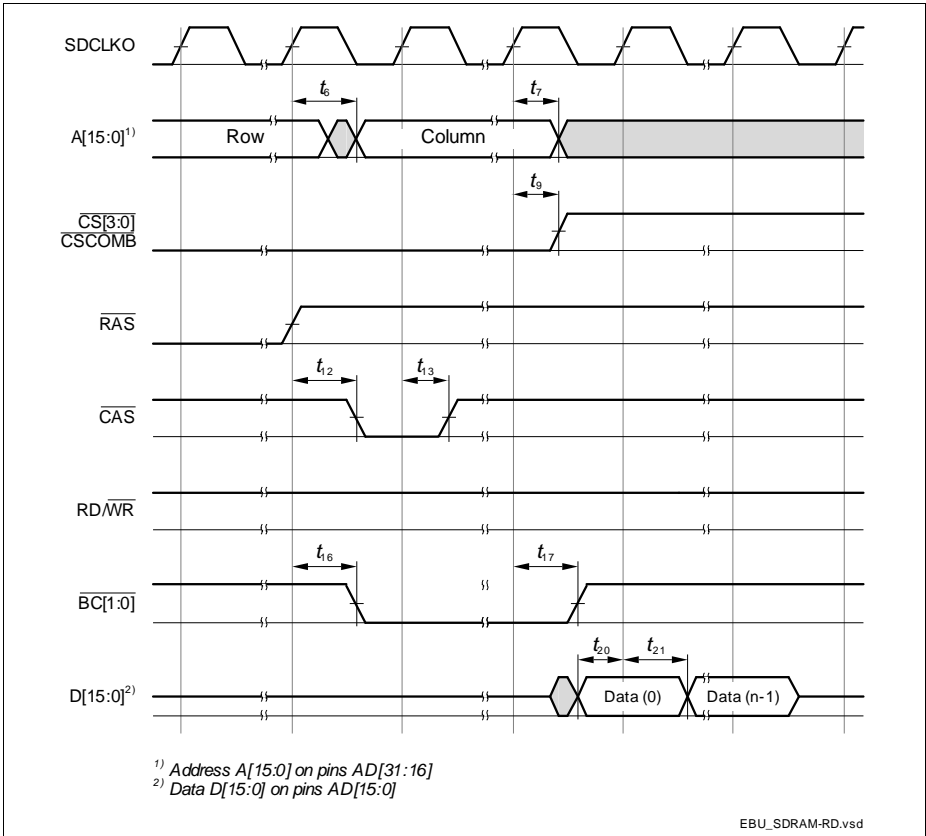 SDCLKO
t6 t7
A[15:0]1) Row Column
t9
CS[3:0]
CSCOMB
RAS
t12 t13
CAS
RD/WR
t16 t17
BC[1:0]
t20 t21
D[15:0]2) Data (0) Data (n-1)
1) Address A[15:0] on pins AD[31:16]
2) Data D[15:0] on pins AD[15:0]
EBU_SDRAM-RD.vsd